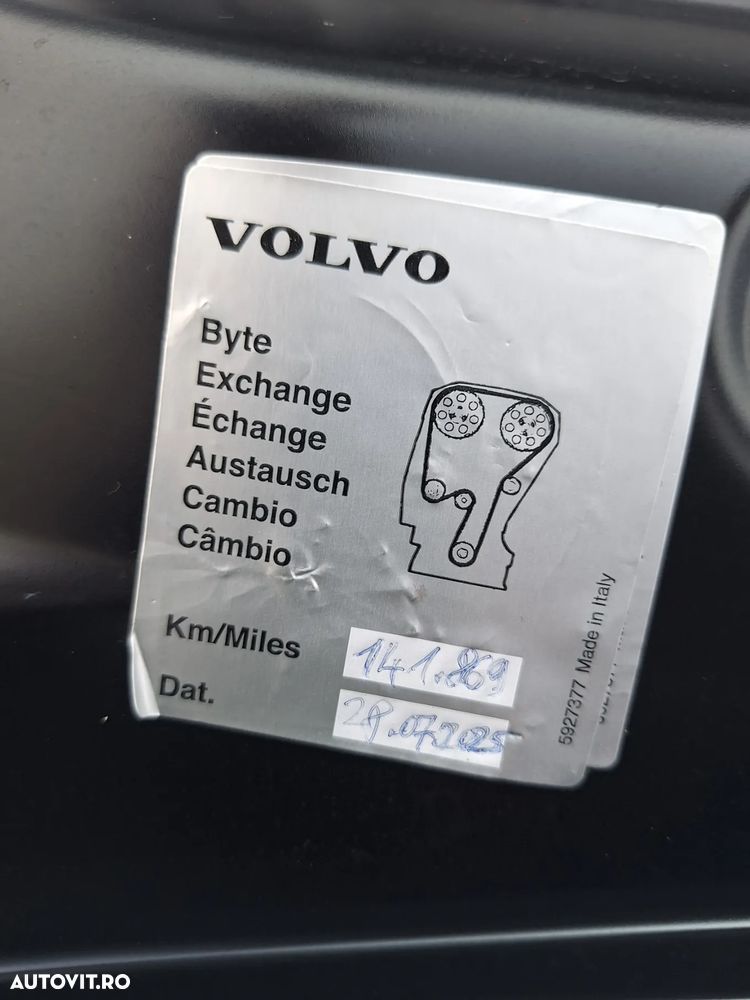 VOLVO
Byte
Exchange
Échange
Austausch
Cambio
Câmbio
Km/Miles 141.869
Dat. 29.07.2025
5927377 Made in Italy
AUTOVIT.RO